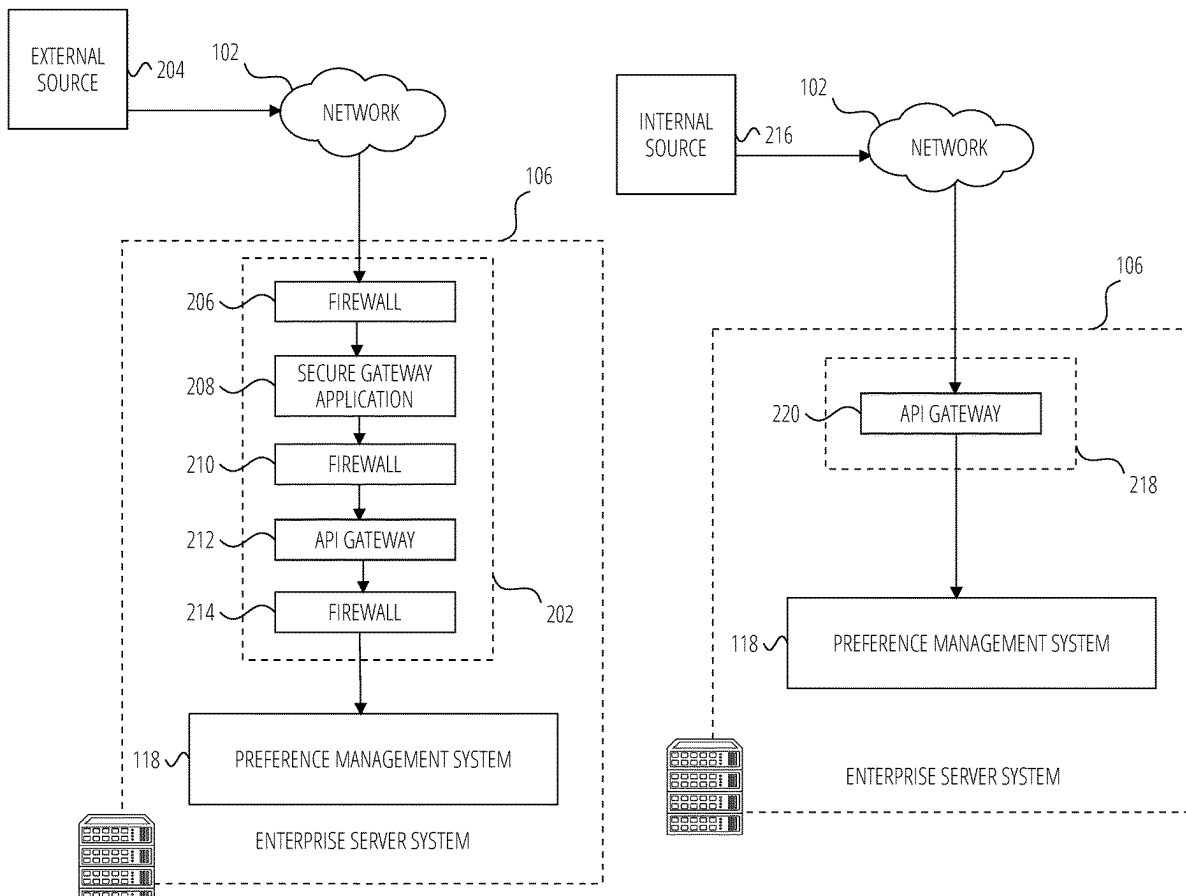 EXTERNAL
SOURCE
204
102
NETWORK
106
206
FIREWALL
208
SECURE GATEWAY
APPLICATION
210
FIREWALL
212
API GATEWAY
214
FIREWALL
202
118
PREFERENCE MANAGEMENT SYSTEM
ENTERPRISE SERVER SYSTEM
INTERNAL
SOURCE
216
102
NETWORK
106
220
API GATEWAY
218
118
PREFERENCE MANAGEMENT SYSTEM
ENTERPRISE SERVER SYSTEM